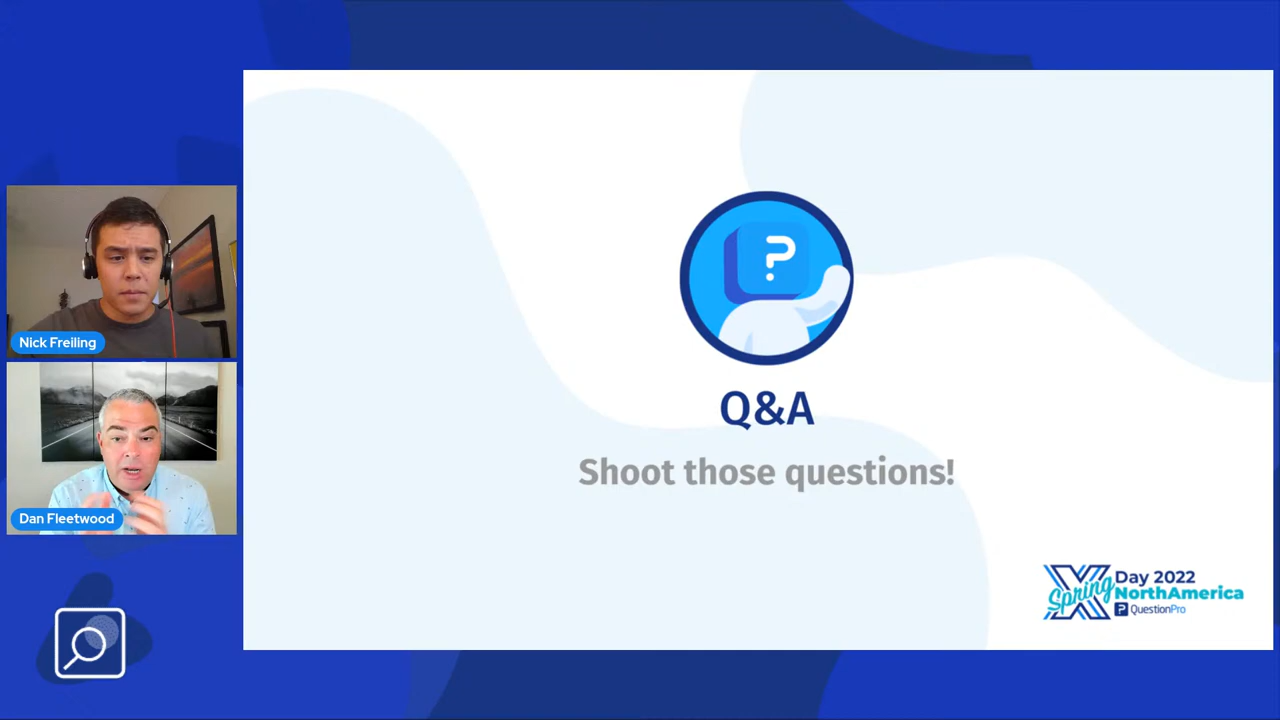 Nick Freiling
Dan Fleetwood
?
Q&A
Shoot those questions!
X Day 2022
Spring NorthAmerica
QuestionPro